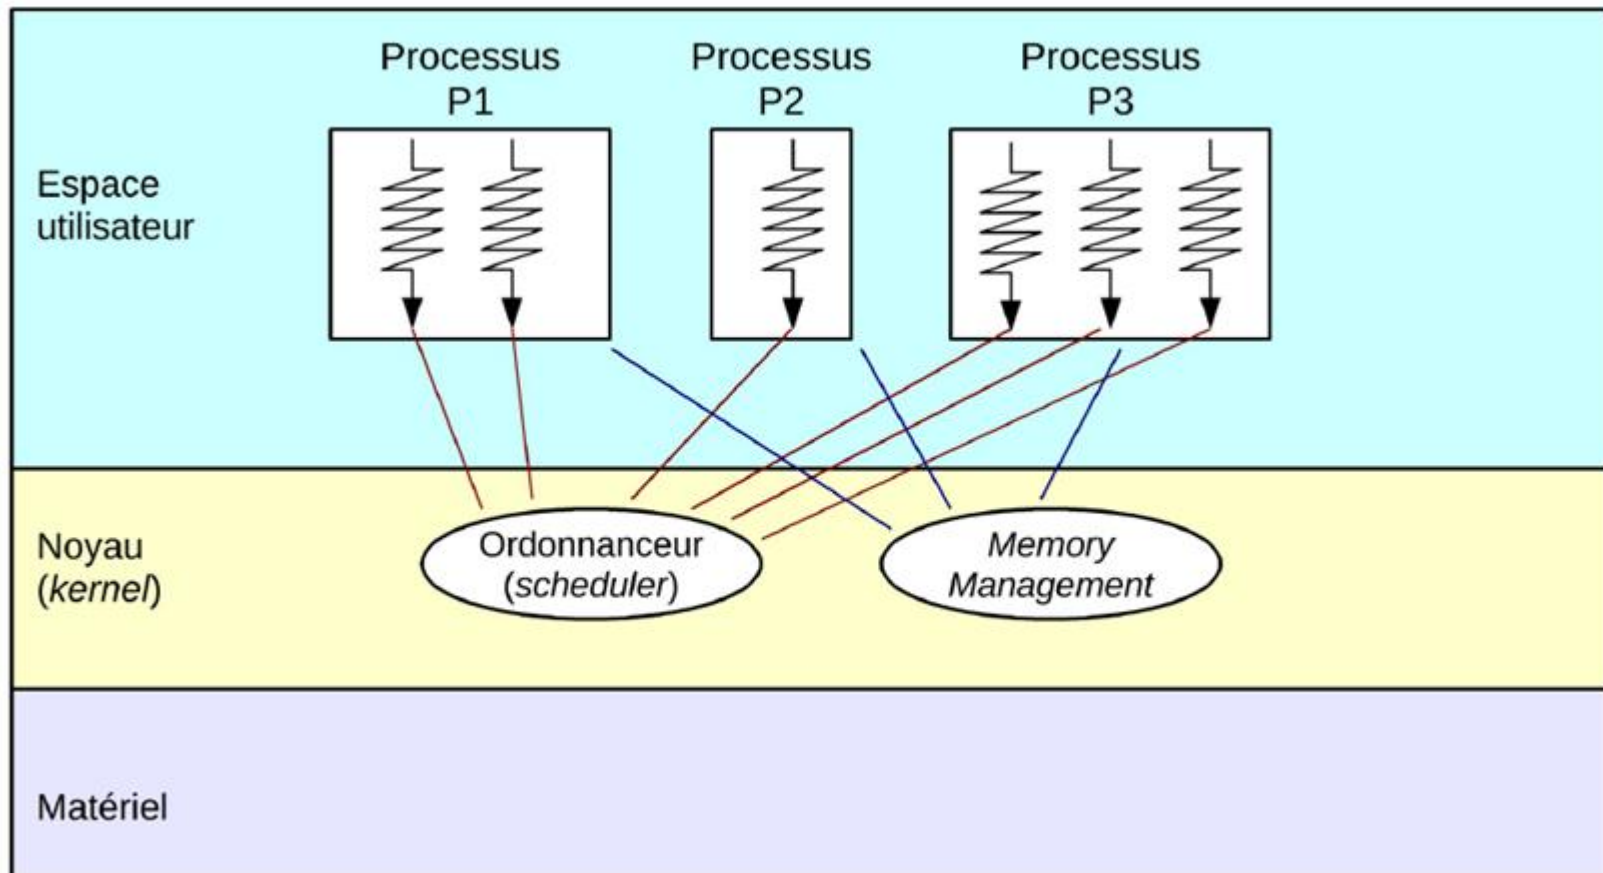 Processus
P1
Processus
P2
Processus
P3
Espace
utilisateur
Noyau
(kernel)
Ordonnanceur
(scheduler)
Memory
Management
Matériel